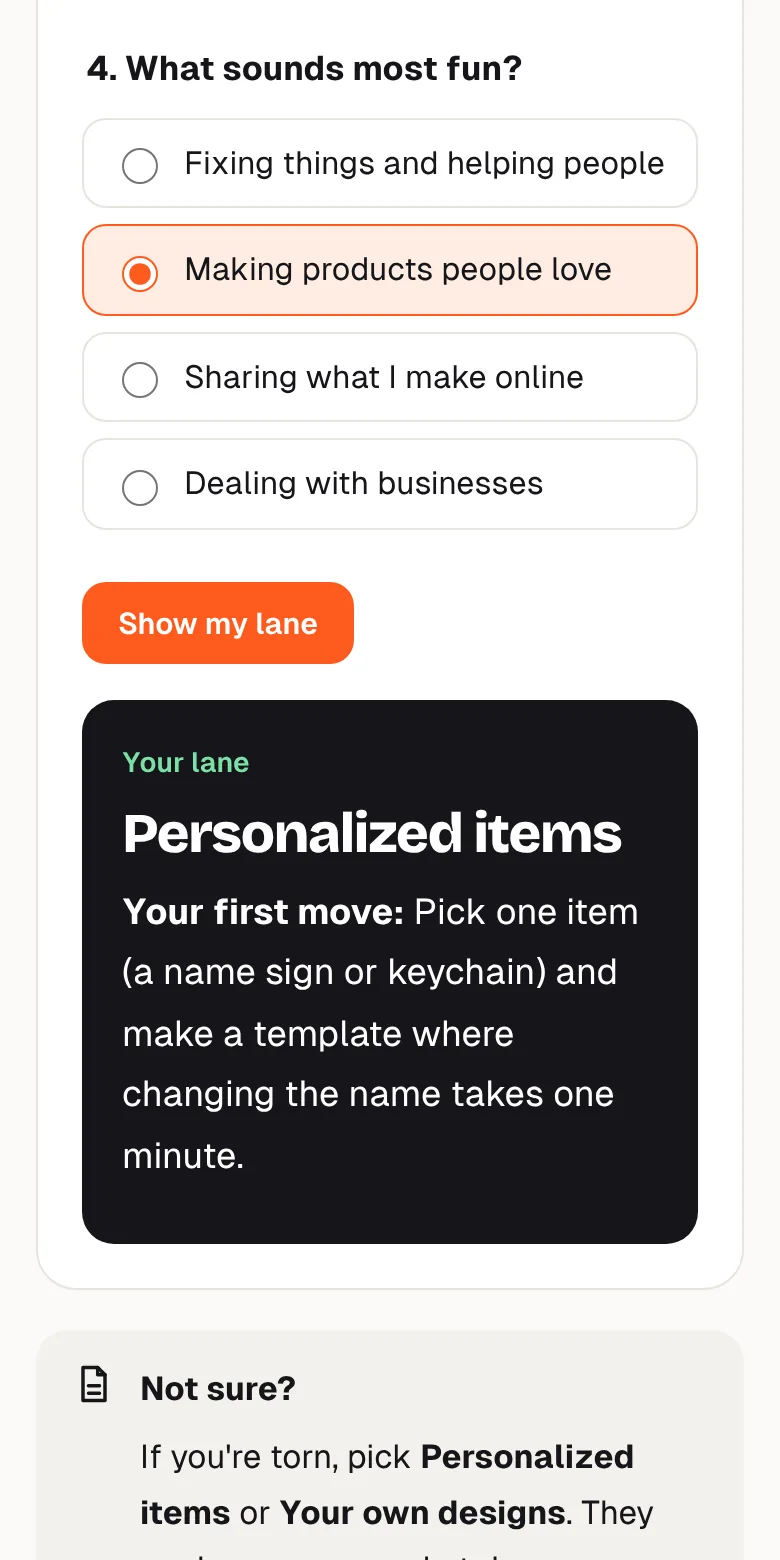 4. What sounds most fun?
Fixing things and helping people
Making products people love
Sharing what I make online
Dealing with businesses
Show my lane
Your lane
Personalized items
Your first move: Pick one item
(a name sign or keychain) and
make a template where
changing the name takes one
minute.
Not sure?
If you're torn, pick Personalized
items or Your own designs. They